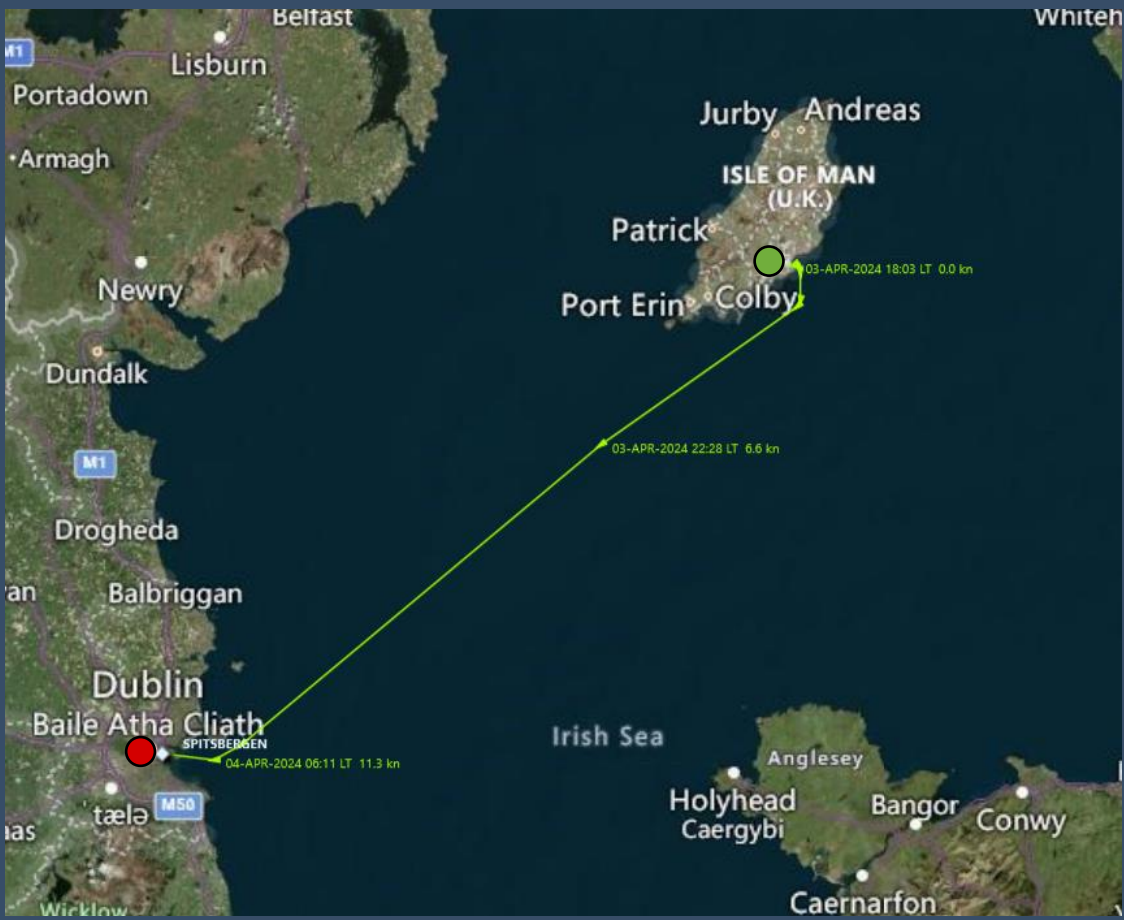 Belfast
Whiteh
M1
Lisburn
Portadown
Jurby
Andreas
Armagh
ISLE OF MAN
(U.K.)
Patrick
Newry
03-APR-2024 18:03 LT 0.0 kn
Port Erin
Colby
Dundalk
03-APR-2024 22:28 LT 6.6 kn
M1
Drogheda
an
Balbriggan
Dublin
Baile Atha Cliath
SPITSBERGEN
Irish Sea
04-APR-2024 06:11 LT 11.3 kn
Anglesey
M50
tælə
Holyhead
Caergybi
Bangor
Conwy
as
Caernarfon
Wicklow